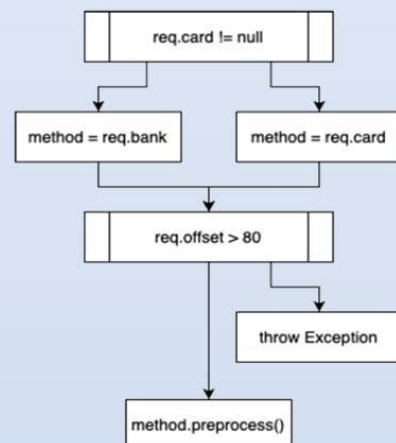 req.card != null
method = req.bank
method = req.card
req.offset > 80
throw Exception
method.preprocess()